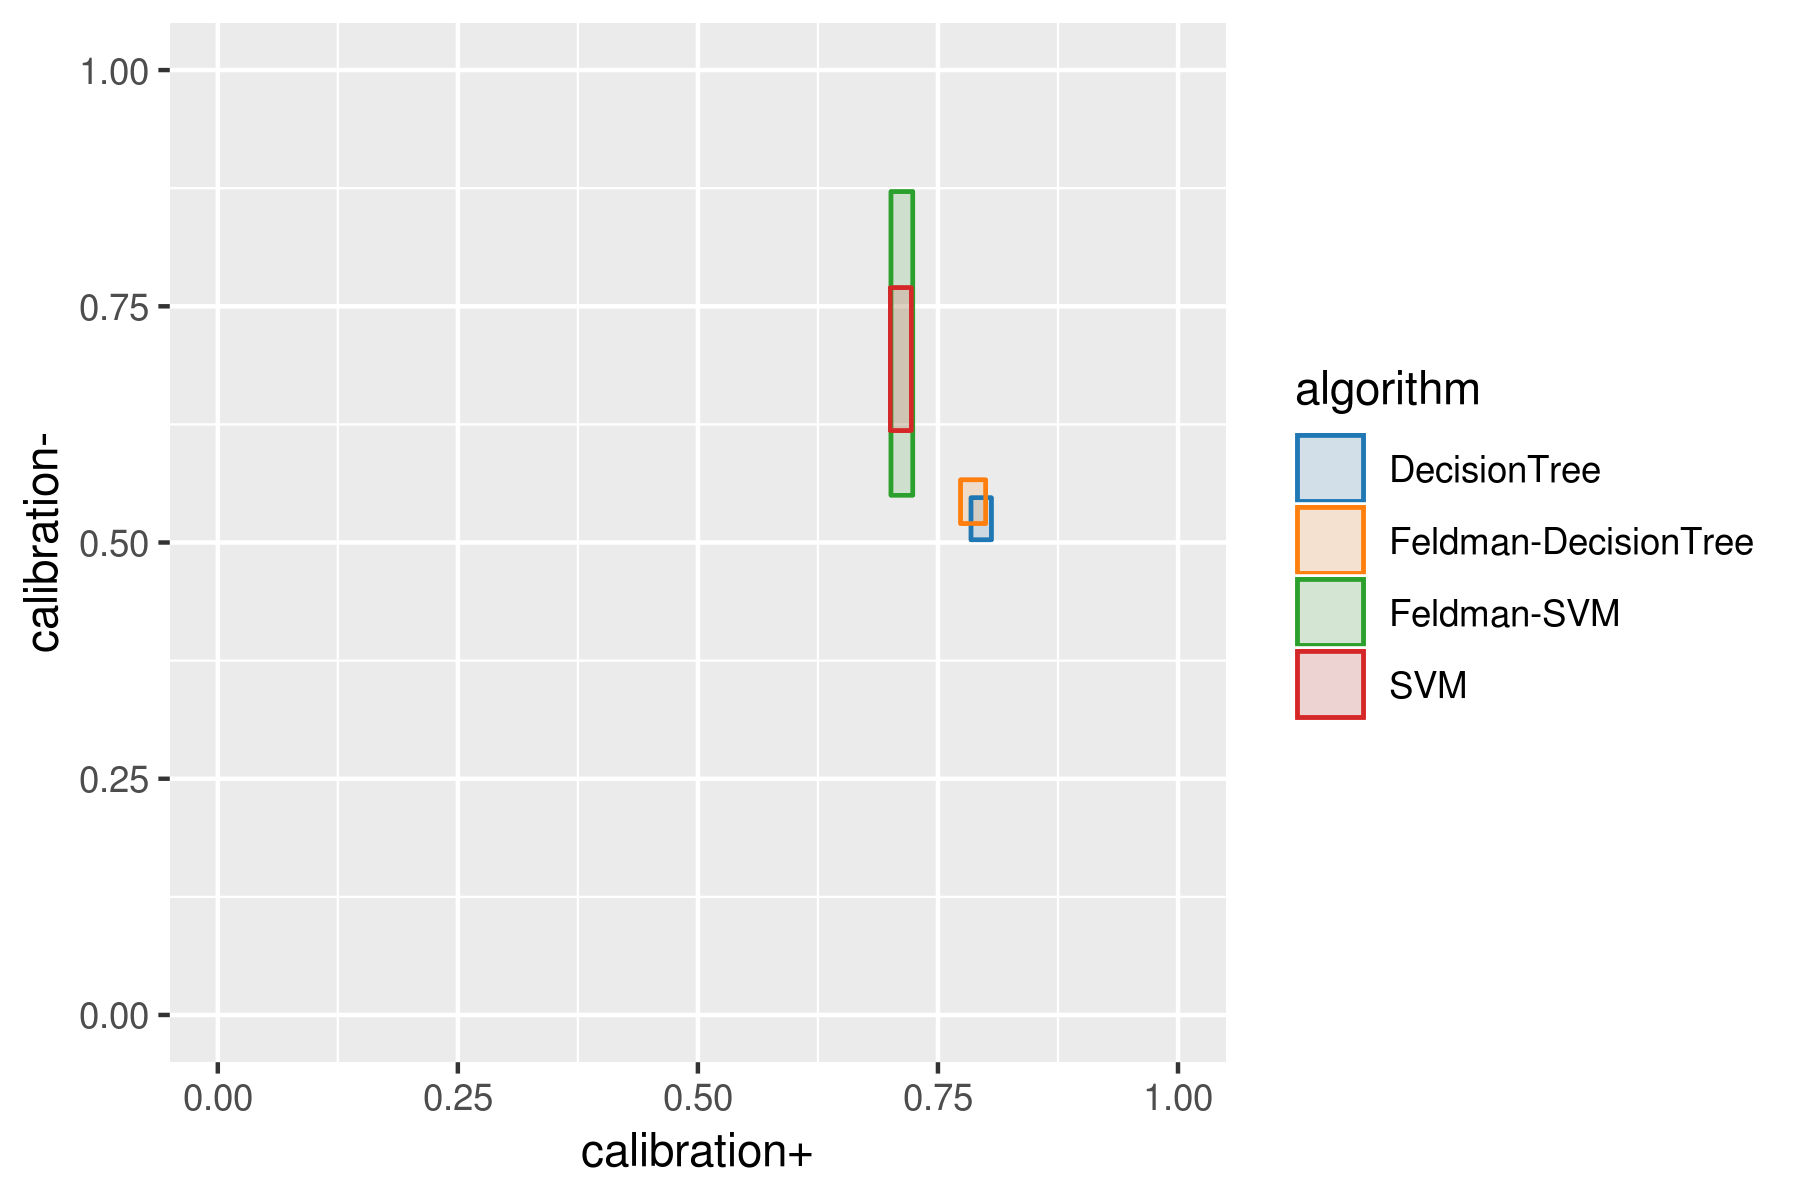 1.00
0.75
0.50
0.25
0.00
calibration-
0.00 0.25 0.50 0.75 1.00
calibration+
algorithm
DecisionTree
Feldman-DecisionTree
Feldman-SVM
SVM